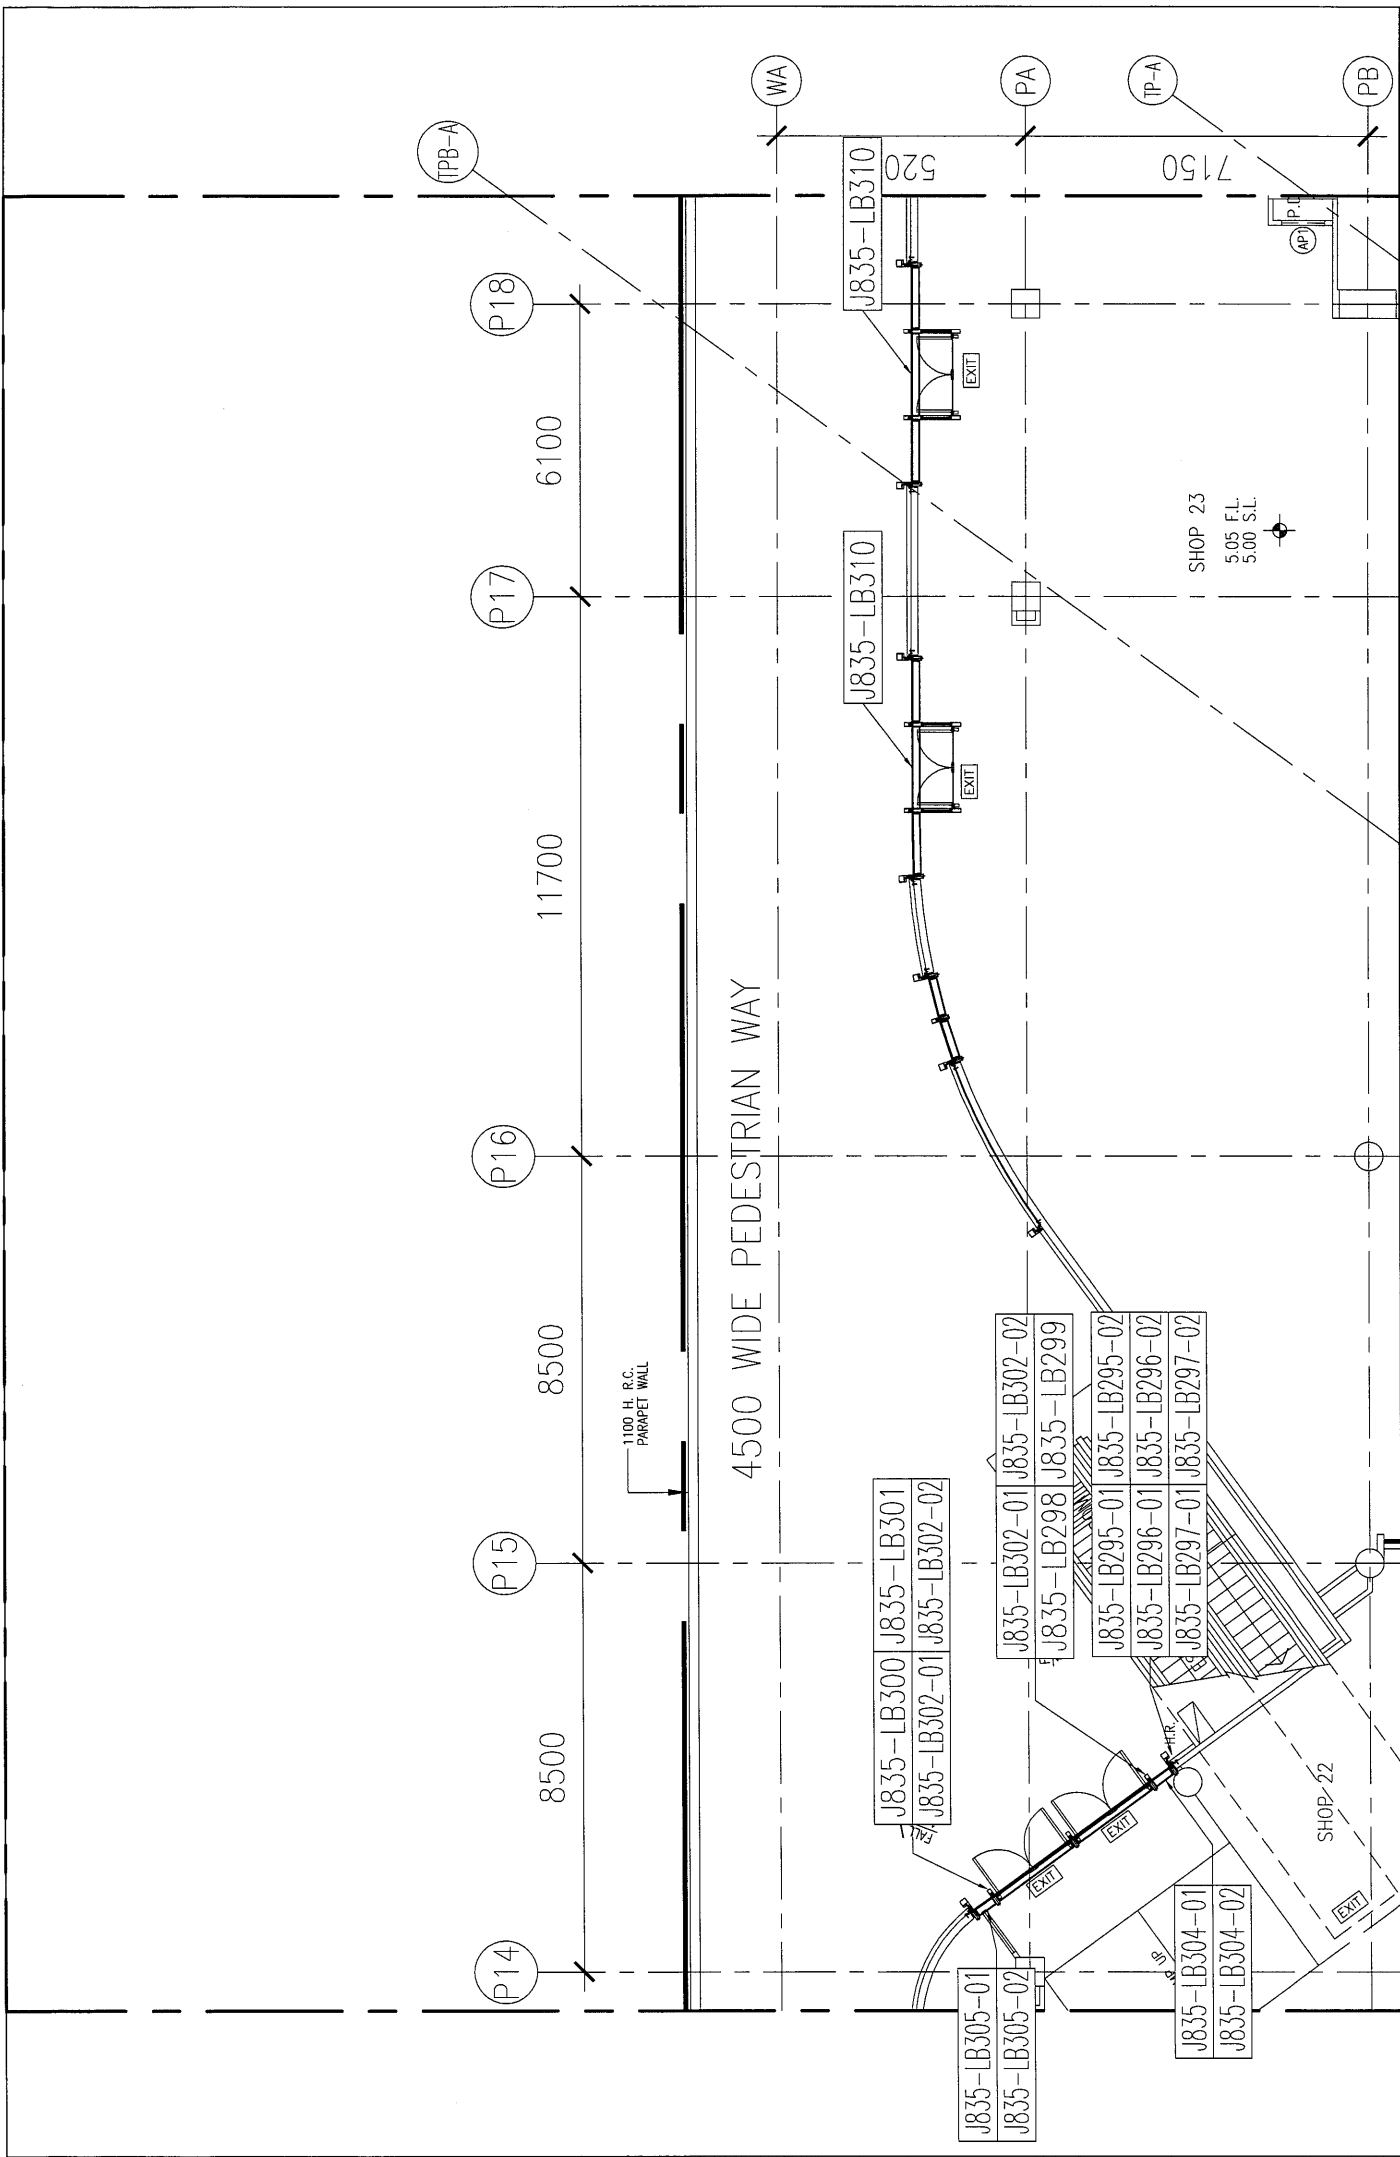 P14
P15
P16
P17
P18
TPB-A
8500
8500
11700
6100
1100 H. R.C.
PARAPET WALL
4500 WIDE PEDESTRIAN WAY
WA
PA
TP-A
PB
520
7150
J835-LB310
J835-LB310
EXIT
EXIT
P.D
AP1
SHOP 23
5.05 F.L.
5.00 S.L.
J835-LB300 J835-LB301
J835-LB302-01 J835-LB302-02
FALL
J835-LB302-01 J835-LB302-02
J835-LB298 J835-LB299
J835-LB295-01 J835-LB295-02
J835-LB296-01 J835-LB296-02
J835-LB297-01 J835-LB297-02
H.R.
EXIT
EXIT
SHOP 22
EXIT
UP
J835-LB305-01
J835-LB305-02
J835-LB304-01
J835-LB304-02